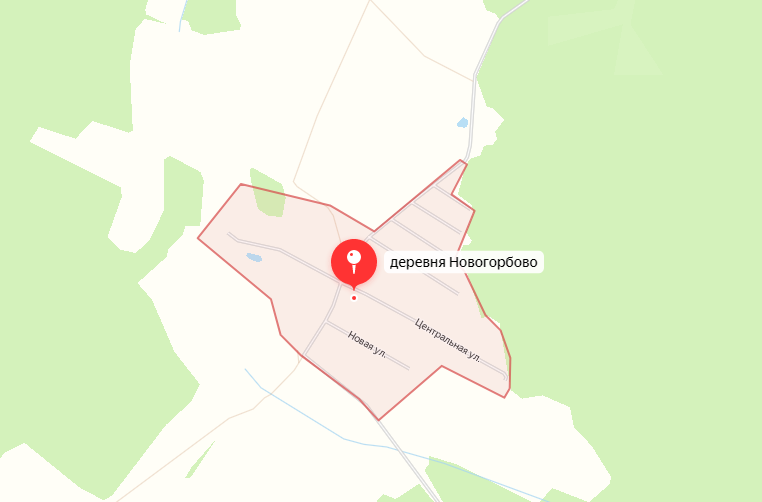 деревня Новогорбово
Центральная ул.
Новая ул.